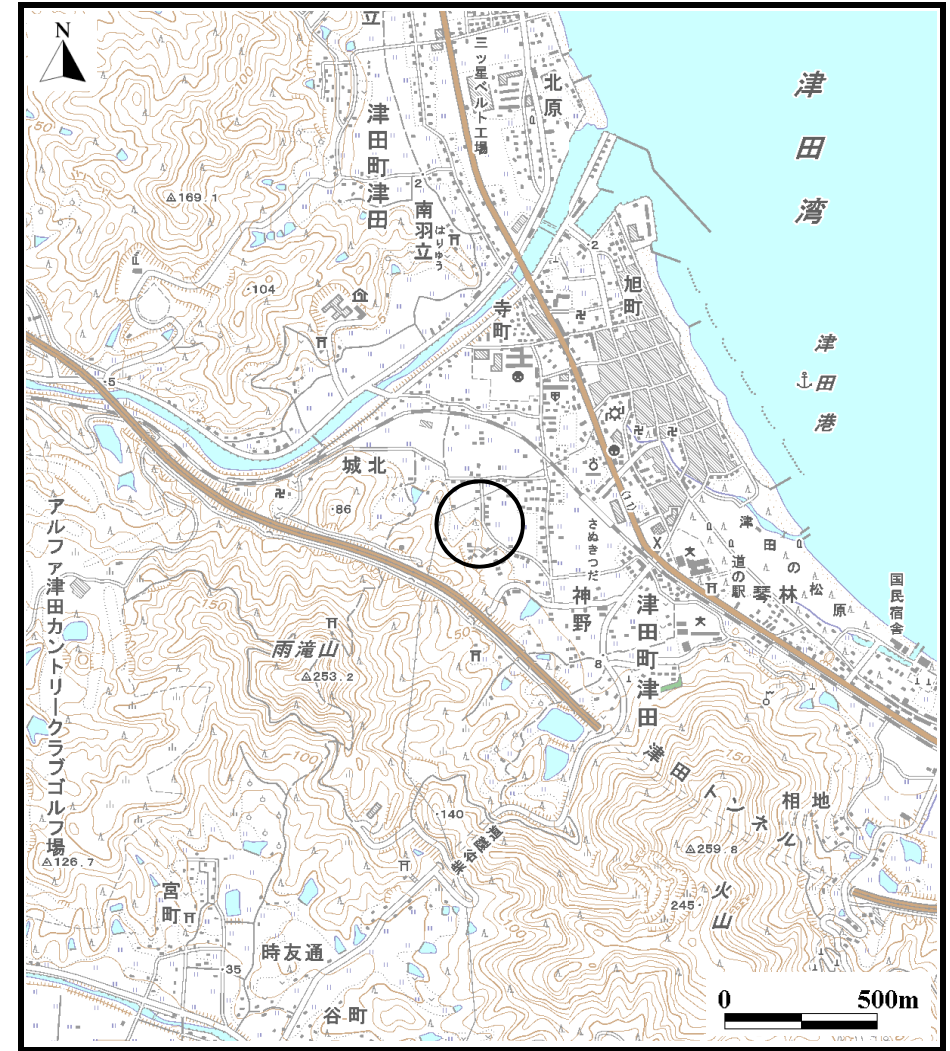 N
立
三ッ星ベルト工場
北原
津田湾
津田町津田
2
169.1
南羽立
はりゅう
2
旭町
104
寺町
津田港
5
城北
86
さぬきつだ
津田の松原
道の駅
琴林
国民宿舎
アルファ津田カントリークラブゴルフ場
神野
津田町津田
雨滝山
253.2
8
50
100
150
津田トンネル
相地
140
259.8
柴谷隧道
126.7
火山
245
宮町
時友通
35
谷町
0 500m